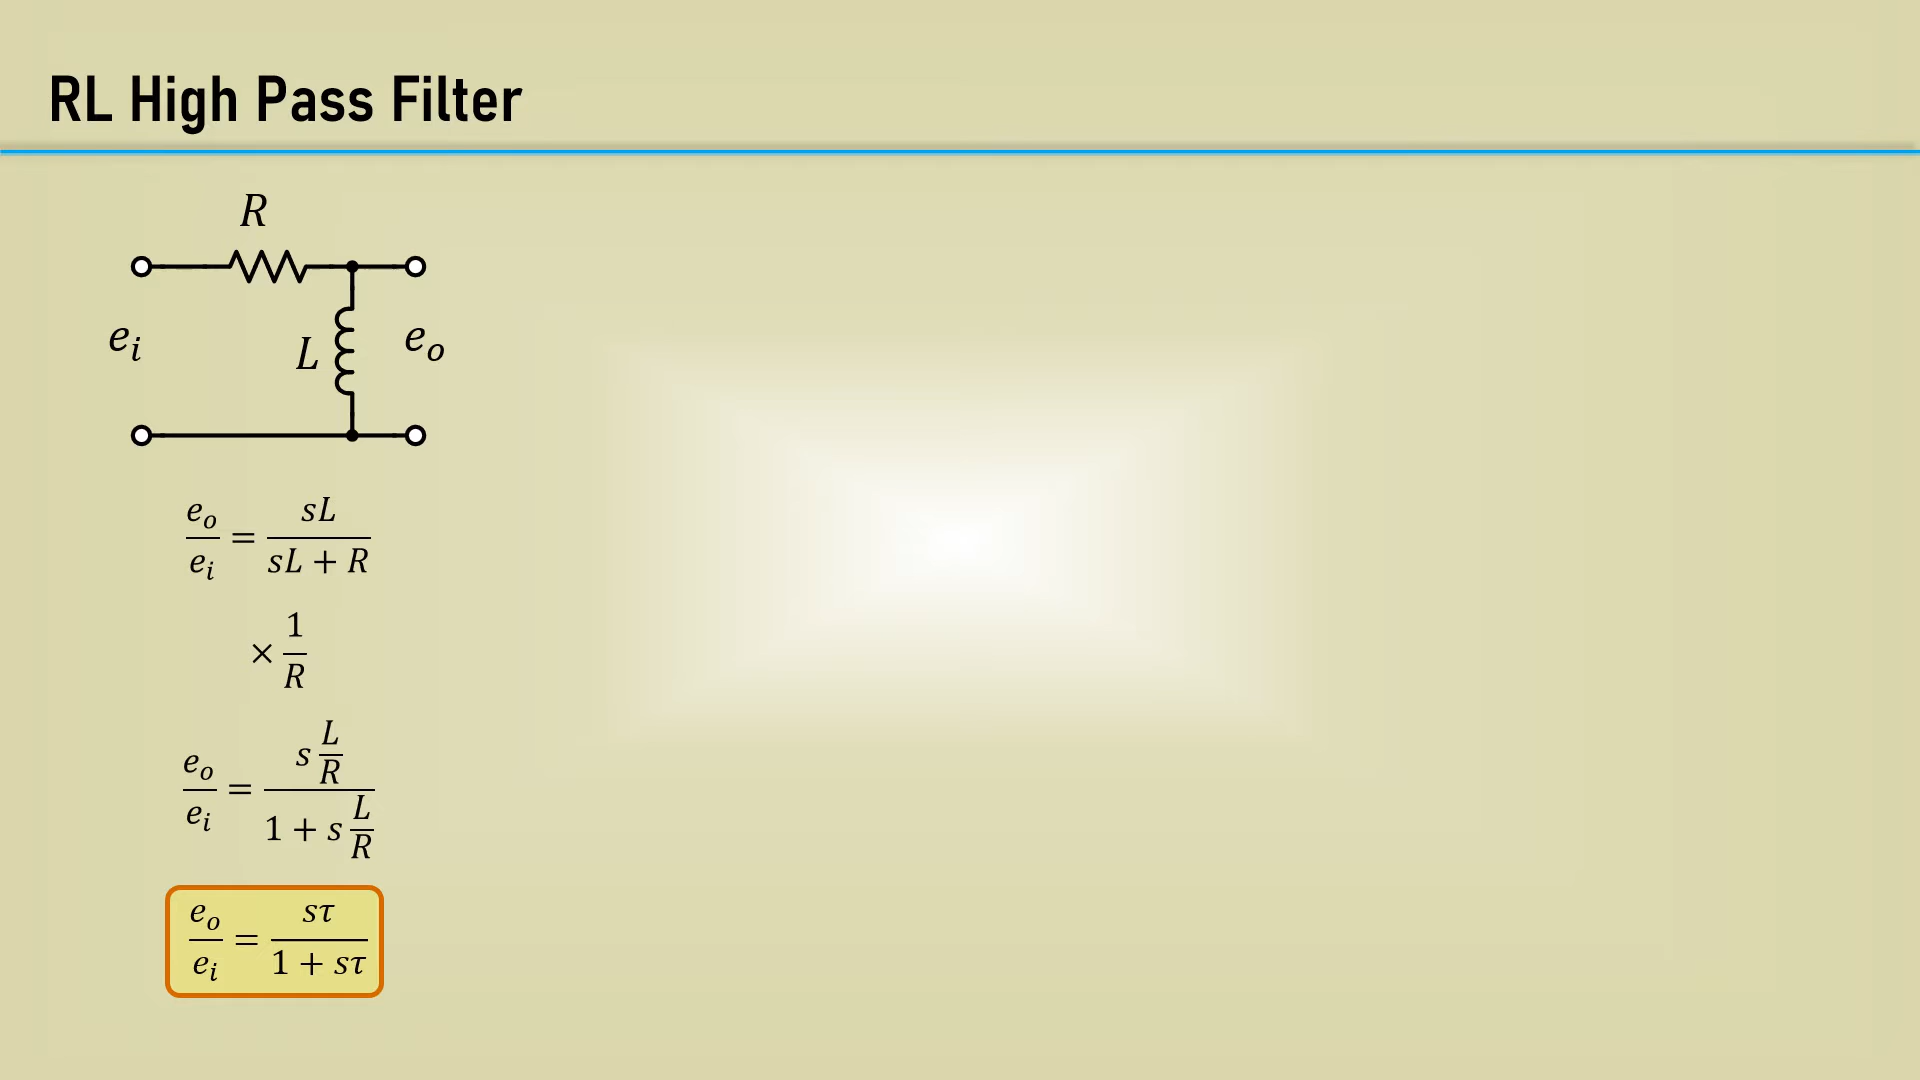 RL High Pass Filter
R
e_i
L
e_o
e_o/e_i = sL/(sL + R)
× 1/R
e_o/e_i = (s L/R)/(1 + s L/R)
e_o/e_i = sτ/(1 + sτ)